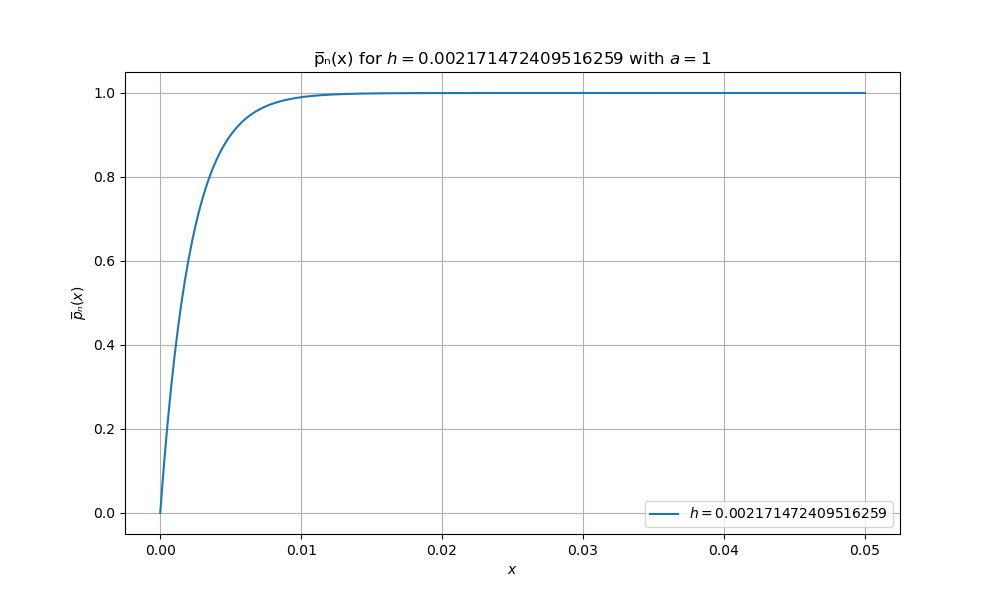 p̅ₙ(x) for h = 0.002171472409516259 with a = 1
1.0
0.8
0.6
0.4
0.2
0.0
p̅ₙ(x)
h = 0.002171472409516259
0.00 0.01 0.02 0.03 0.04 0.05
x